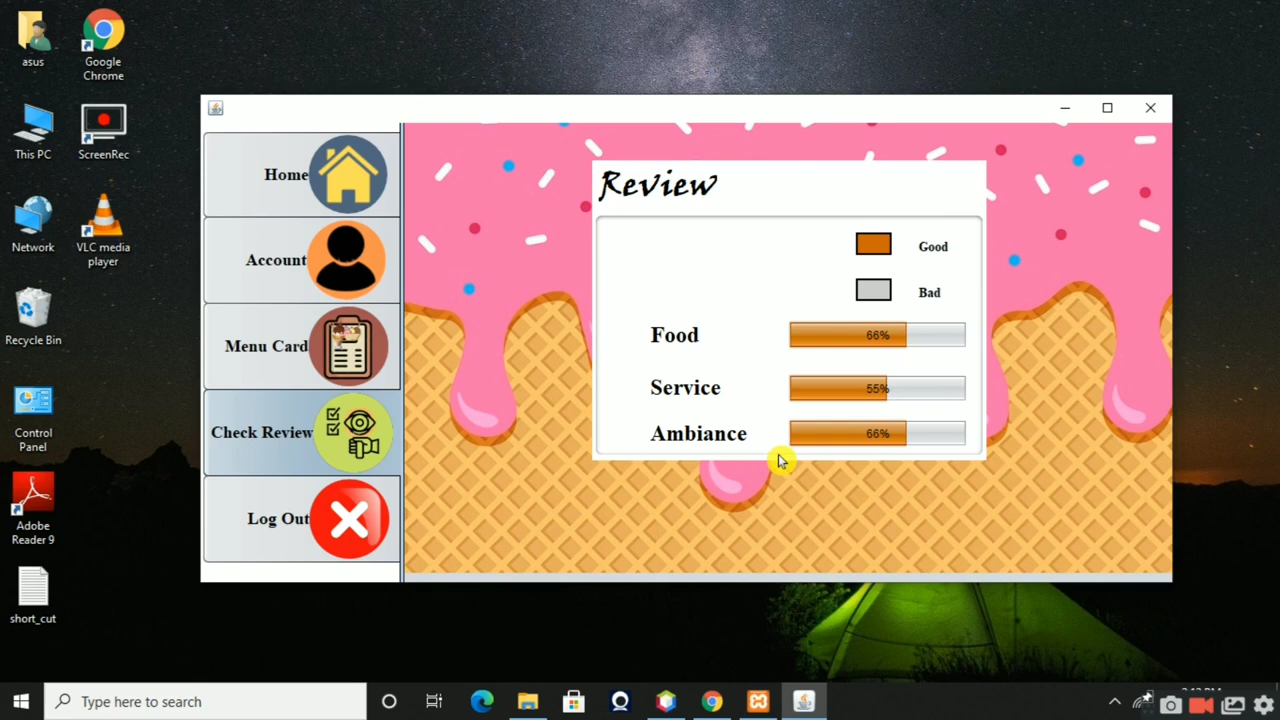 asus
Google Chrome
This PC
ScreenRec
Network
VLC media player
Recycle Bin
Control Panel
Adobe Reader 9
short_cut
Home
Account
Menu Card
Check Review
Log Out
Review
Good
Bad
Food 66%
Service 55%
Ambiance 66%
Type here to search